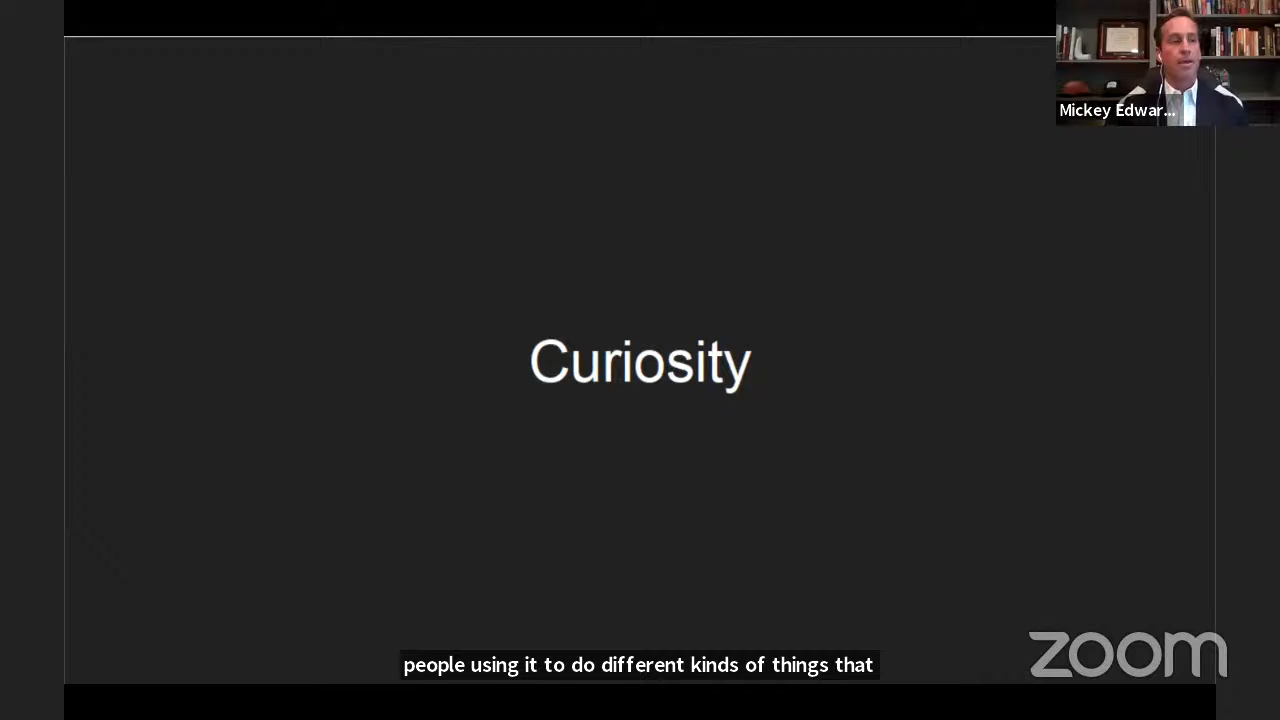 Mickey Edwar...
Curiosity
people using it to do different kinds of things that
zoom